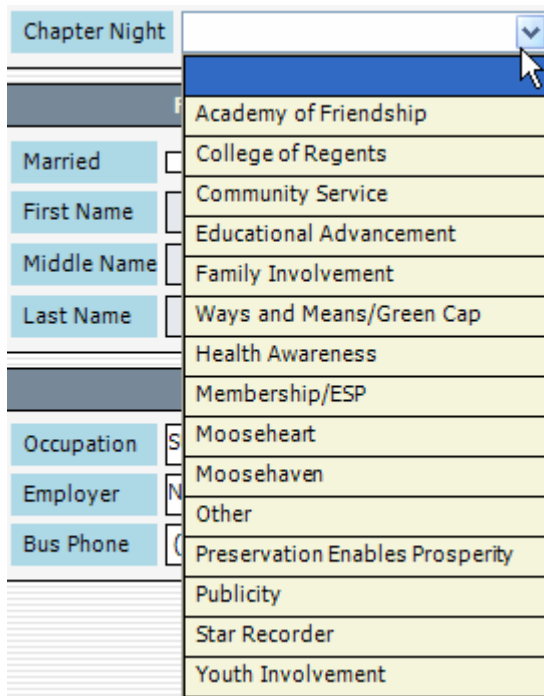 Chapter Night
Academy of Friendship
College of Regents
Community Service
Educational Advancement
Family Involvement
Ways and Means/Green Cap
Health Awareness
Membership/ESP
Mooseheart
Moosehaven
Other
Preservation Enables Prosperity
Publicity
Star Recorder
Youth Involvement
Married
First Name
Middle Name
Last Name
Occupation S
Employer N
Bus Phone (